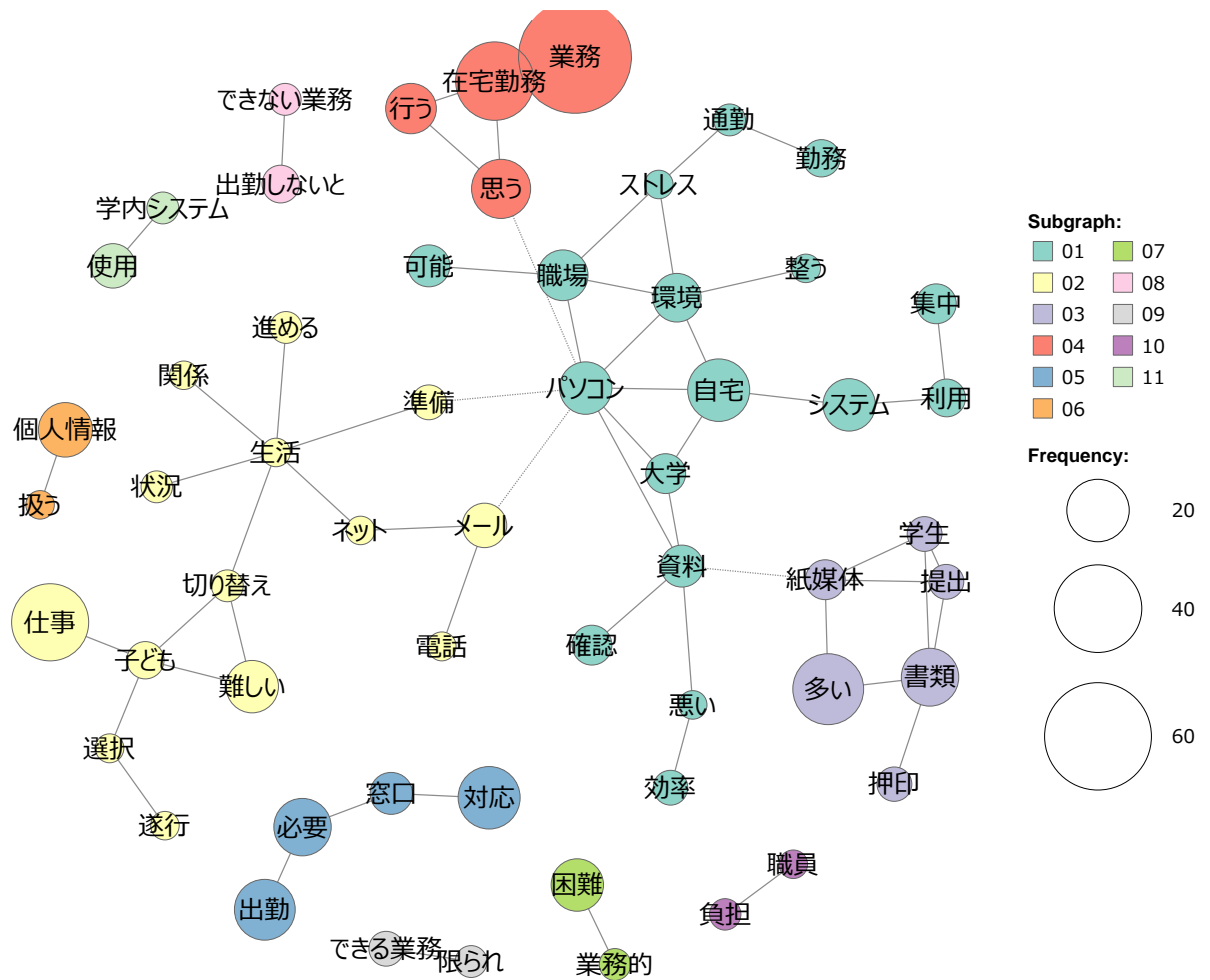 業務
在宅勤務
行う
思う
できない業務
出勤しないと
学内システム
使用
通勤
勤務
ストレス
可能
職場
環境
整う
集中
利用
進める
関係
準備
パソコン
自宅
システム
個人情報
扱う
生活
状況
ネット
メール
大学
資料
紙媒体
学生
提出
切り替え
仕事
子ども
難しい
電話
確認
多い
書類
悪い
選択
効率
押印
遂行
窓口
対応
必要
出勤
困難
職員
負担
できる業務
限られ
業務的
Subgraph:
01 07
02 08
03 09
04 10
05 11
06
Frequency:
20
40
60